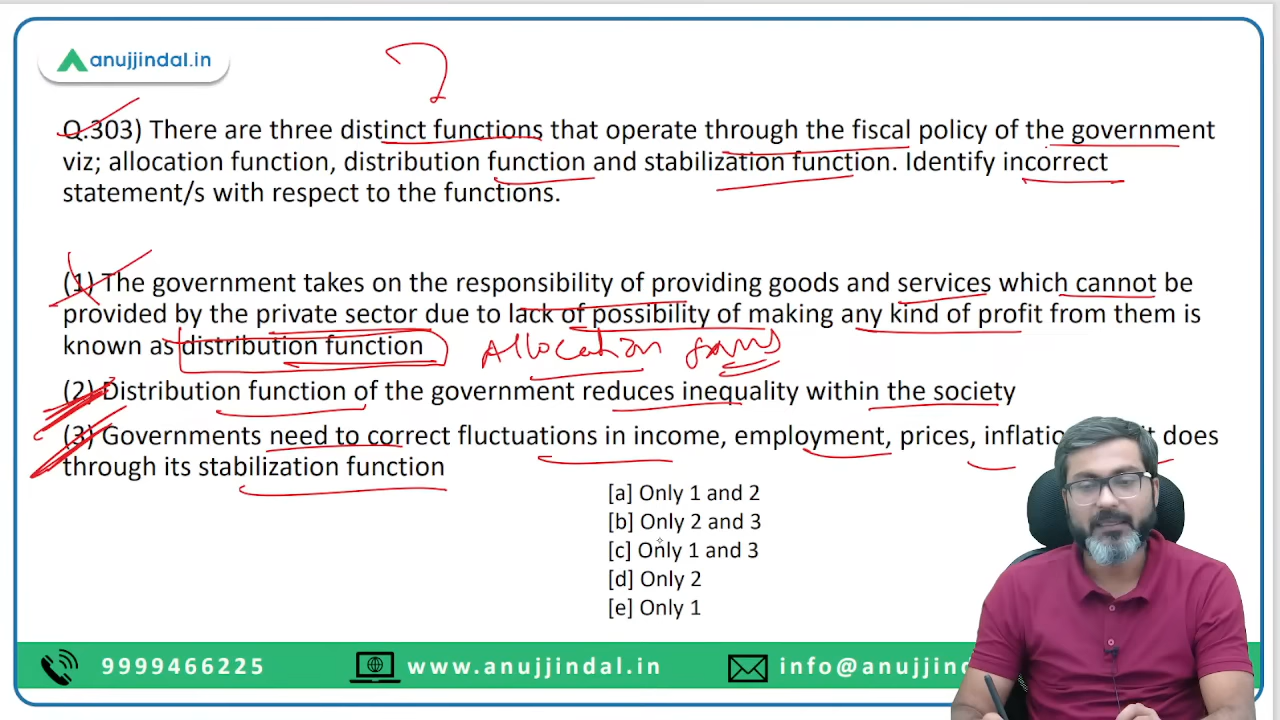 anujjindal.in
Q.303) There are three distinct functions that operate through the fiscal policy of the government
viz; allocation function, distribution function and stabilization function. Identify incorrect
statement/s with respect to the functions.
(1) The government takes on the responsibility of providing goods and services which cannot be
provided by the private sector due to lack of possibility of making any kind of profit from them is
known as distribution function
Allocation
(2) Distribution function of the government reduces inequality within the society
(3) Governments need to correct fluctuations in income, employment, prices, does
through its stabilization function
[a] Only 1 and 2
[b] Only 2 and 3
[c] Only 1 and 3
[d] Only 2
[e] Only 1
9999466225
www.anujjindal.in